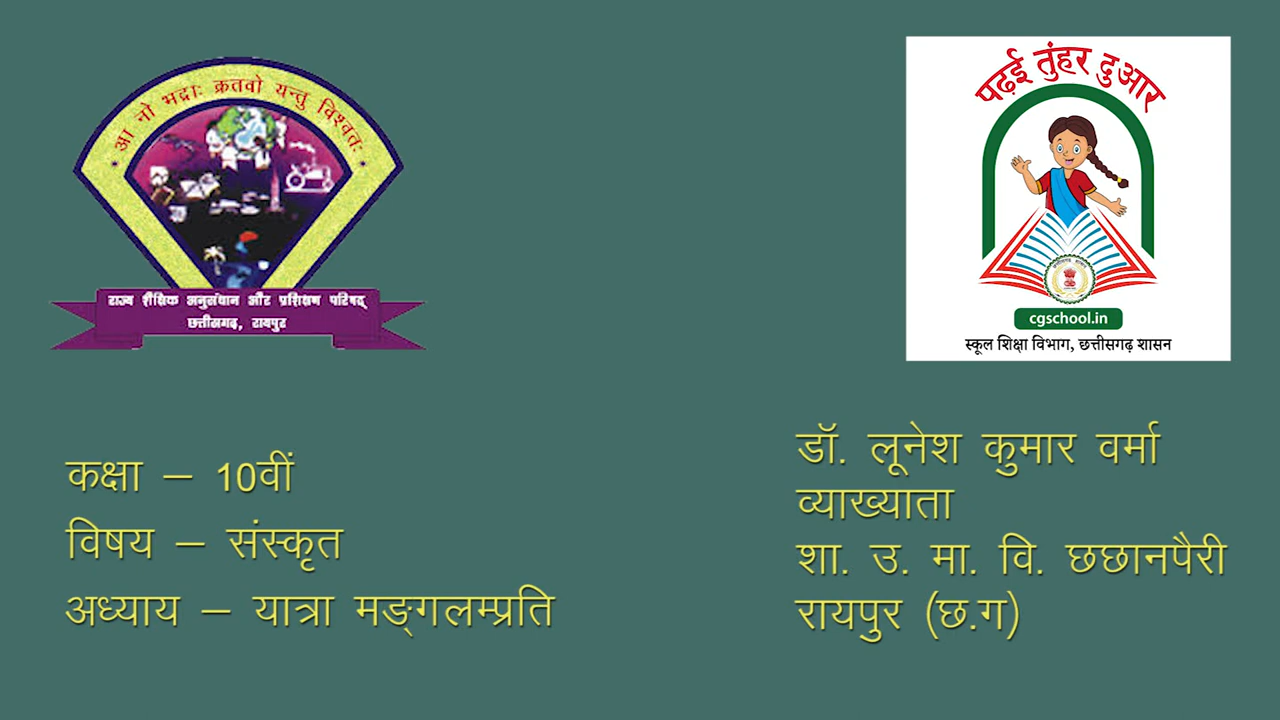 आ नो भद्राः क्रतवो यन्तु विश्वतः
राज्य शैक्षिक अनुसंधान और प्रशिक्षण परिषद्
छत्तीसगढ़, रायपुर
पढ़ई तुंहर दुआर
cgschool.in
स्कूल शिक्षा विभाग, छत्तीसगढ़ शासन
कक्षा – 10वीं
विषय – संस्कृत
अध्याय – यात्रा मङ्गलम्प्रति
डॉ. लूनेश कुमार वर्मा
व्याख्याता
शा. उ. मा. वि. छछानपैरी
रायपुर (छ.ग)